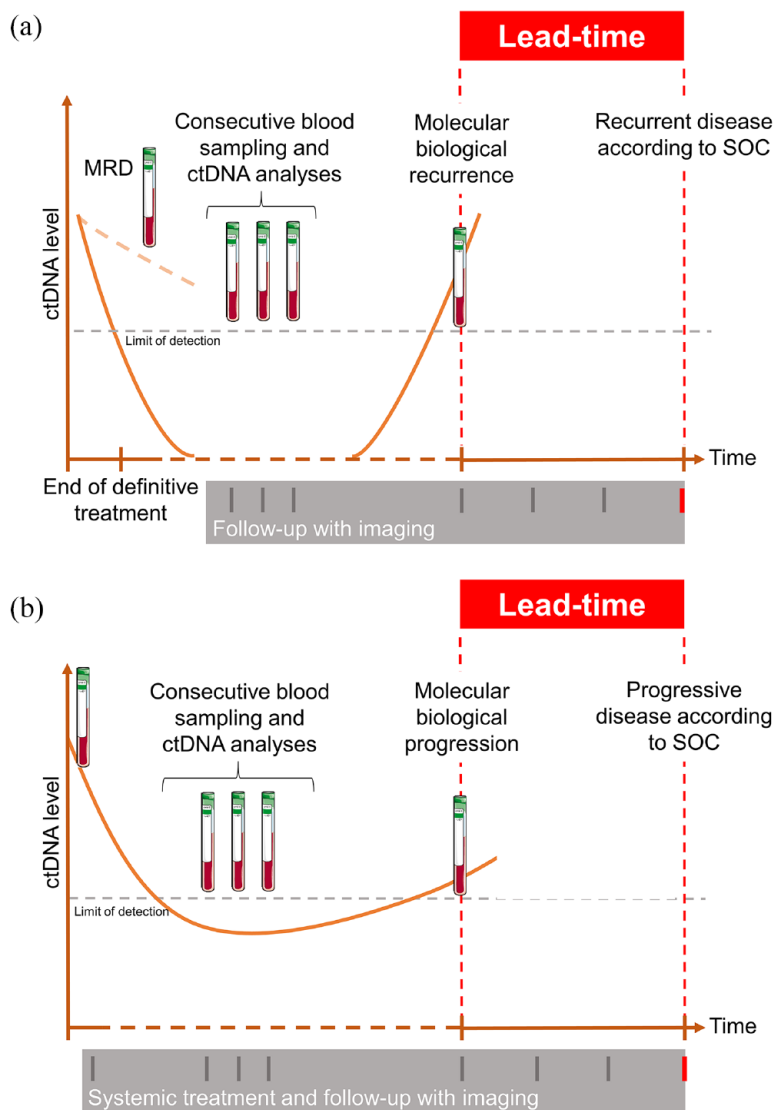 (a)
Lead-time
Consecutive blood
sampling and
ctDNA analyses
Molecular
biological
recurrence
Recurrent disease
according to SOC
MRD
ctDNA level
Limit of detection
Time
End of definitive
treatment
Follow-up with imaging
(b)
Lead-time
Consecutive blood
sampling and
ctDNA analyses
Molecular
biological
progression
Progressive
disease according
to SOC
ctDNA level
Limit of detection
Time
Systemic treatment and follow-up with imaging